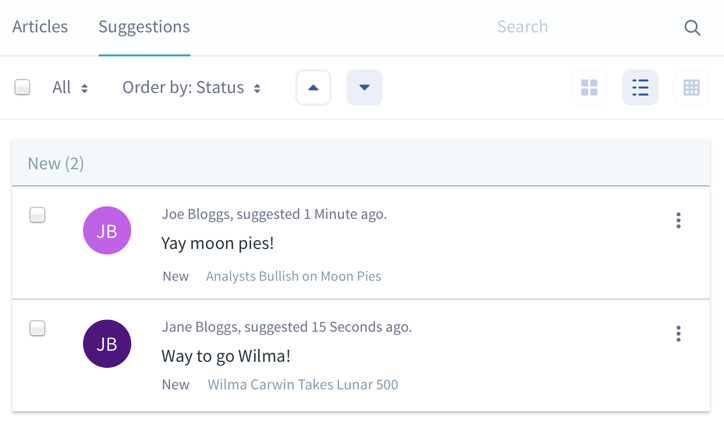 Articles Suggestions Search
All Order by: Status
New (2)
JB
Joe Bloggs, suggested 1 Minute ago.
Yay moon pies!
New Analysts Bullish on Moon Pies
JB
Jane Bloggs, suggested 15 Seconds ago.
Way to go Wilma!
New Wilma Carwin Takes Lunar 500